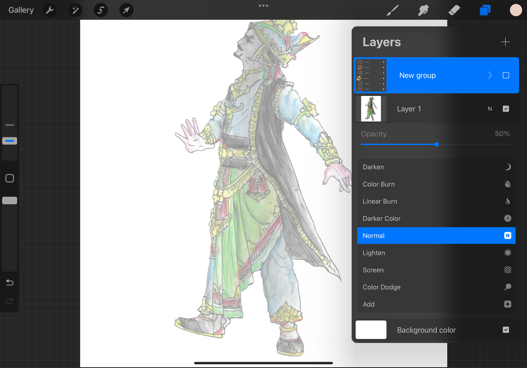 Gallery
Layers
New group
Layer 1
N
Opacity
50%
Darken
Color Burn
Linear Burn
Darker Color
Normal
N
Lighten
Screen
Color Dodge
Add
Background color